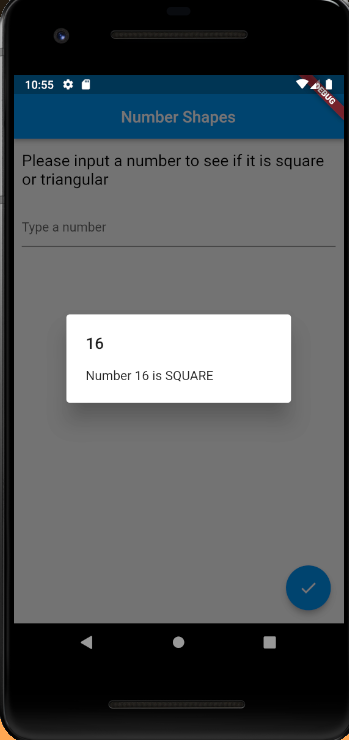 10:55
DEBUG
Number Shapes
Please input a number to see if it is square
or triangular
Type a number
16
Number 16 is SQUARE